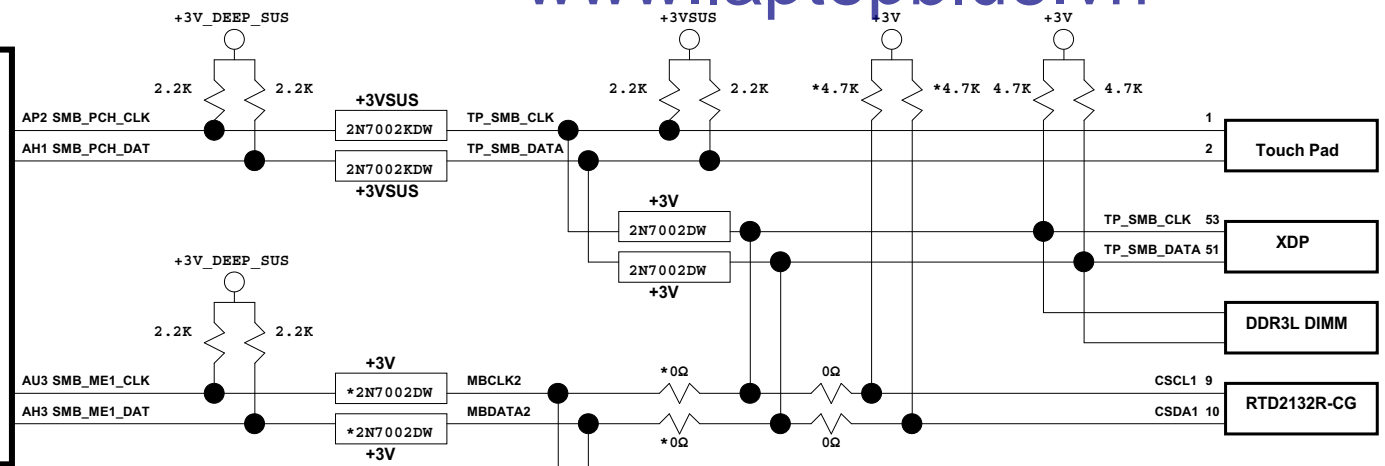 www.laptopblue.vn
+3V_DEEP_SUS
+3VSUS
+3V
+3V
2.2K
2.2K
2.2K
2.2K
*4.7K
*4.7K
4.7K
4.7K
+3VSUS
AP2 SMB_PCH_CLK
2N7002KDW
TP_SMB_CLK
1
AH1 SMB_PCH_DAT
2N7002KDW
TP_SMB_DATA
2
Touch Pad
+3VSUS
+3V
2N7002DW
TP_SMB_CLK 53
XDP
2N7002DW
TP_SMB_DATA 51
+3V
+3V_DEEP_SUS
2.2K
2.2K
DDR3L DIMM
+3V
*0Ω
0Ω
AU3 SMB_ME1_CLK
*2N7002DW
MBCLK2
CSCL1 9
RTD2132R-CG
AH3 SMB_ME1_DAT
*2N7002DW
MBDATA2
CSDA1 10
*0Ω
0Ω
+3V